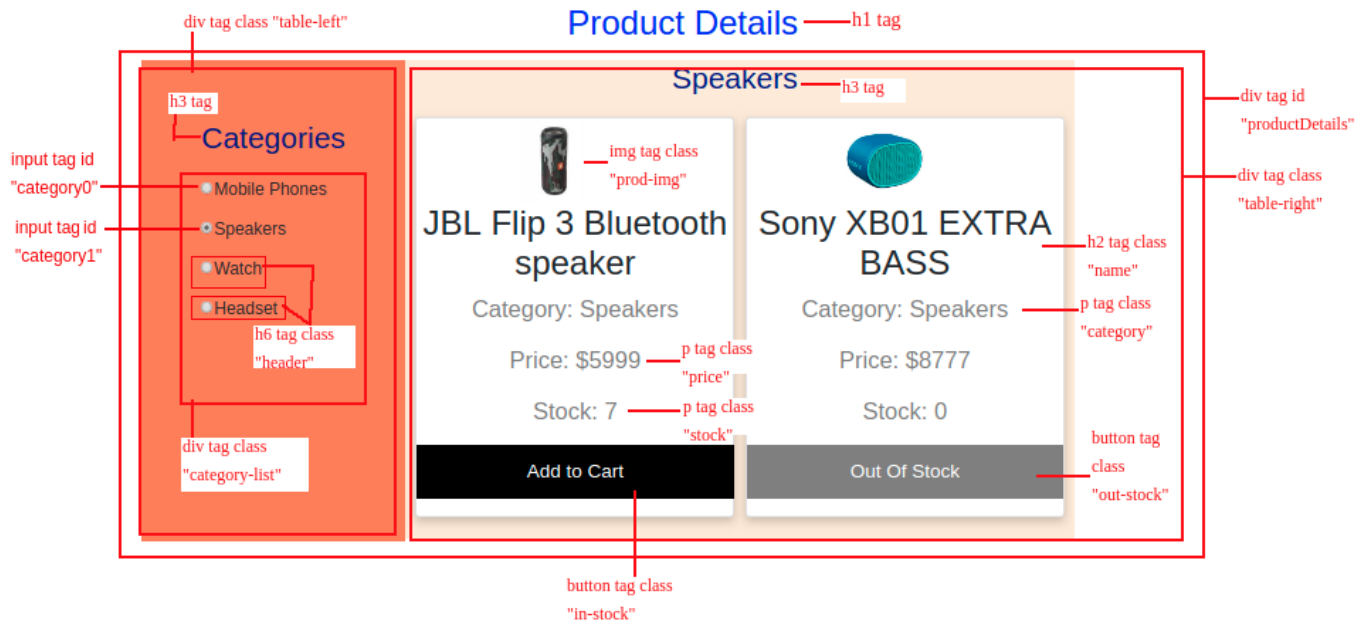 div tag class "table-left"
Product Details
h1 tag
Speakers
h3 tag
h3 tag
div tag id
"productDetails"
Categories
input tag id
"category0"
Mobile Phones
img tag class
"prod-img"
div tag class
"table-right"
input tag id
"category1"
Speakers
Watch
Headset
h6 tag class
"header"
div tag class
"category-list"
JBL Flip 3 Bluetooth
speaker
Category: Speakers
Price: $5999
p tag class
"price"
Stock: 7
p tag class
"stock"
Add to Cart
button tag class
"in-stock"
Sony XB01 EXTRA
BASS
h2 tag class
"name"
Category: Speakers
p tag class
"category"
Price: $8777
Stock: 0
Out Of Stock
button tag
class
"out-stock"